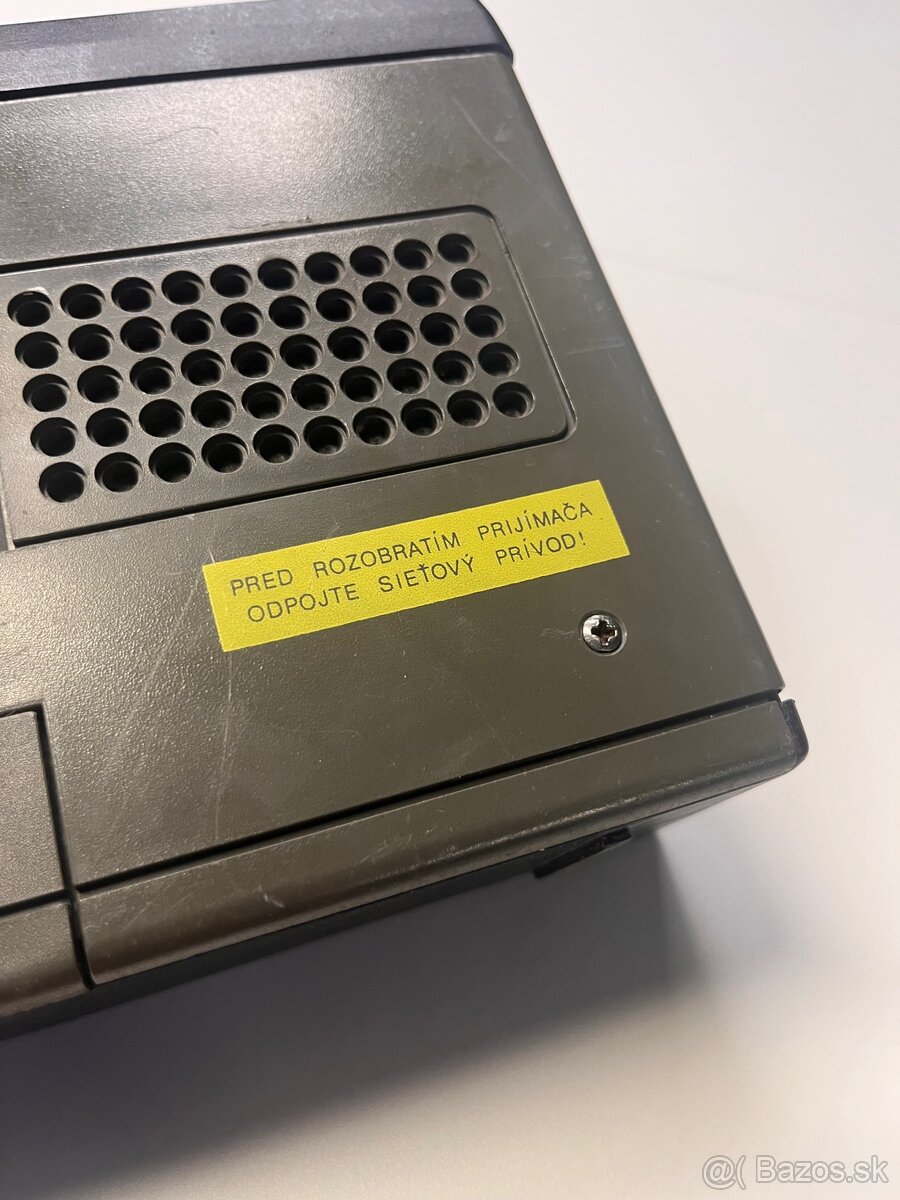 PRED ROZOBRATÍM PRIJÍMAČA
ODPOJTE SIEŤOVÝ PRÍVOD!
@( Bazos.sk